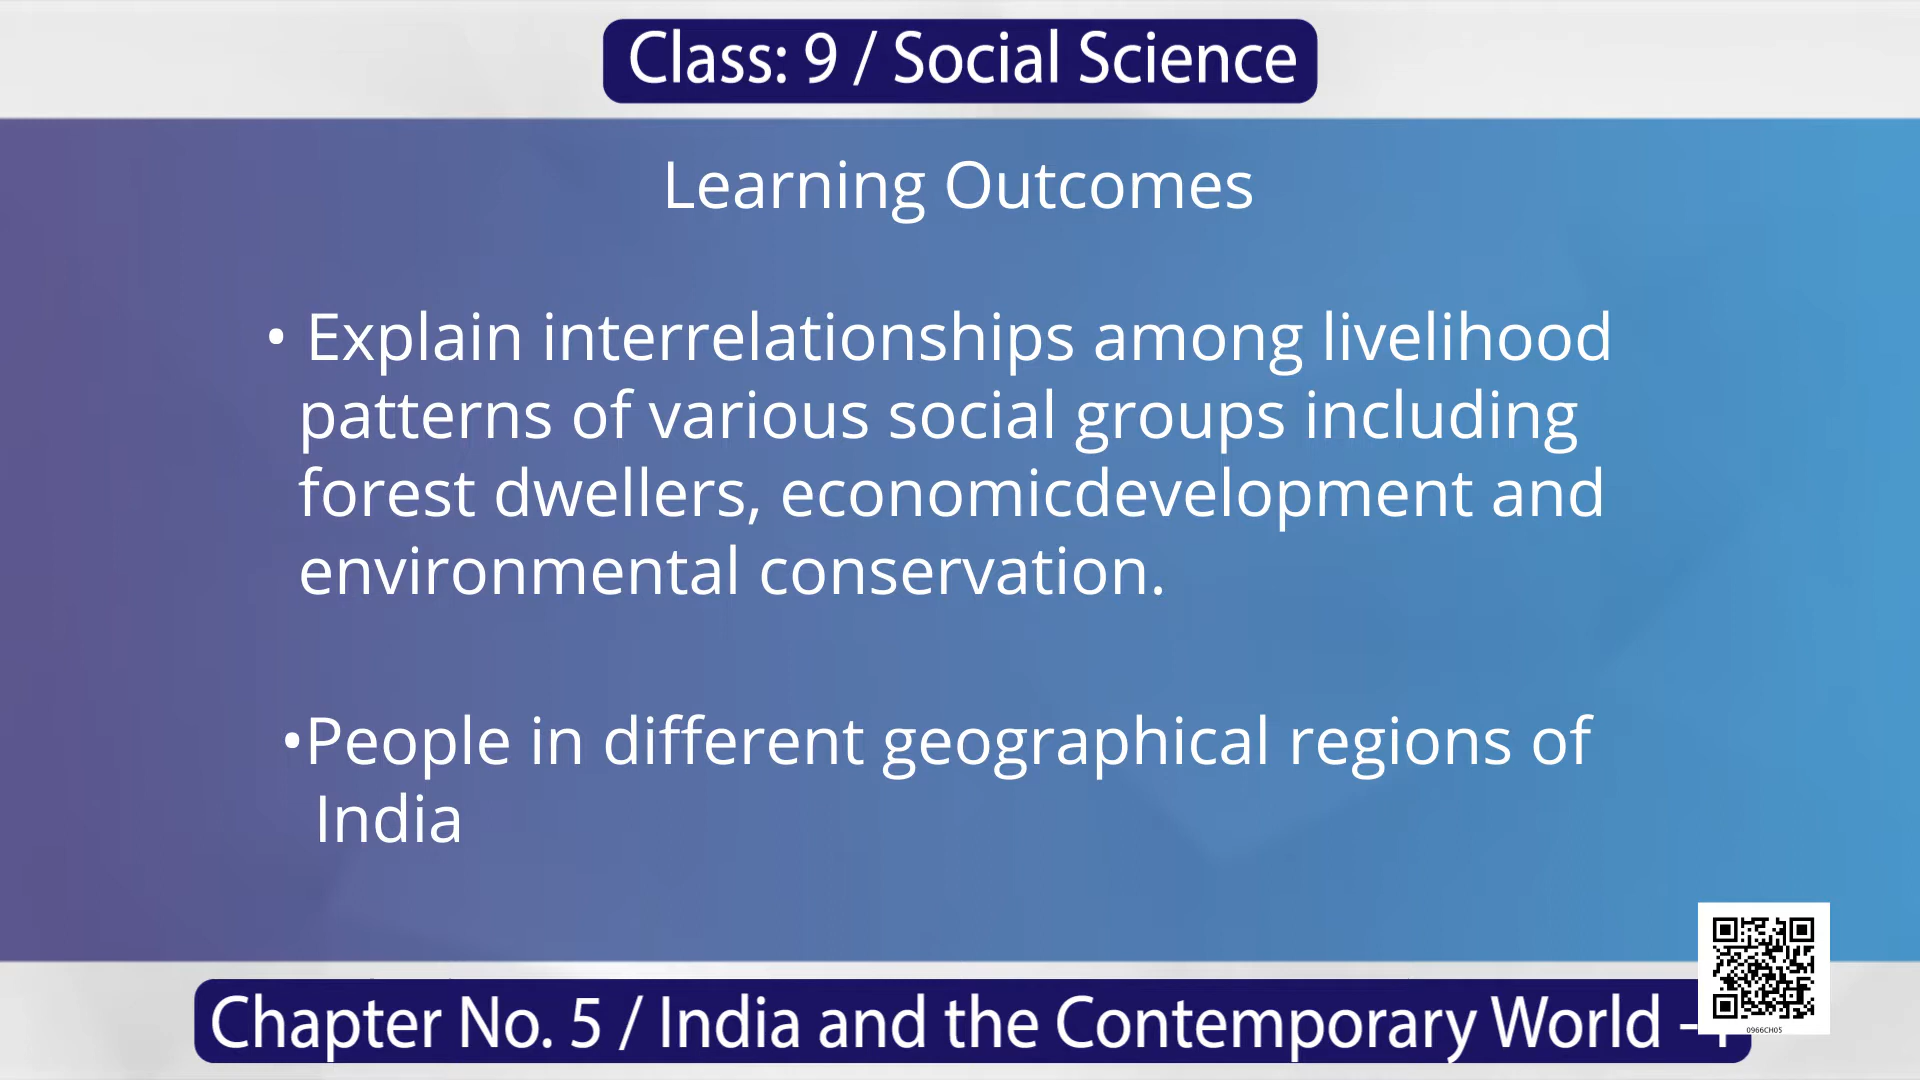 Class: 9 / Social Science
Learning Outcomes
• Explain interrelationships among livelihood
patterns of various social groups including
forest dwellers, economicdevelopment and
environmental conservation.
•People in different geographical regions of
India
Chapter No. 5 / India and the Contemporary World –
0966CH05